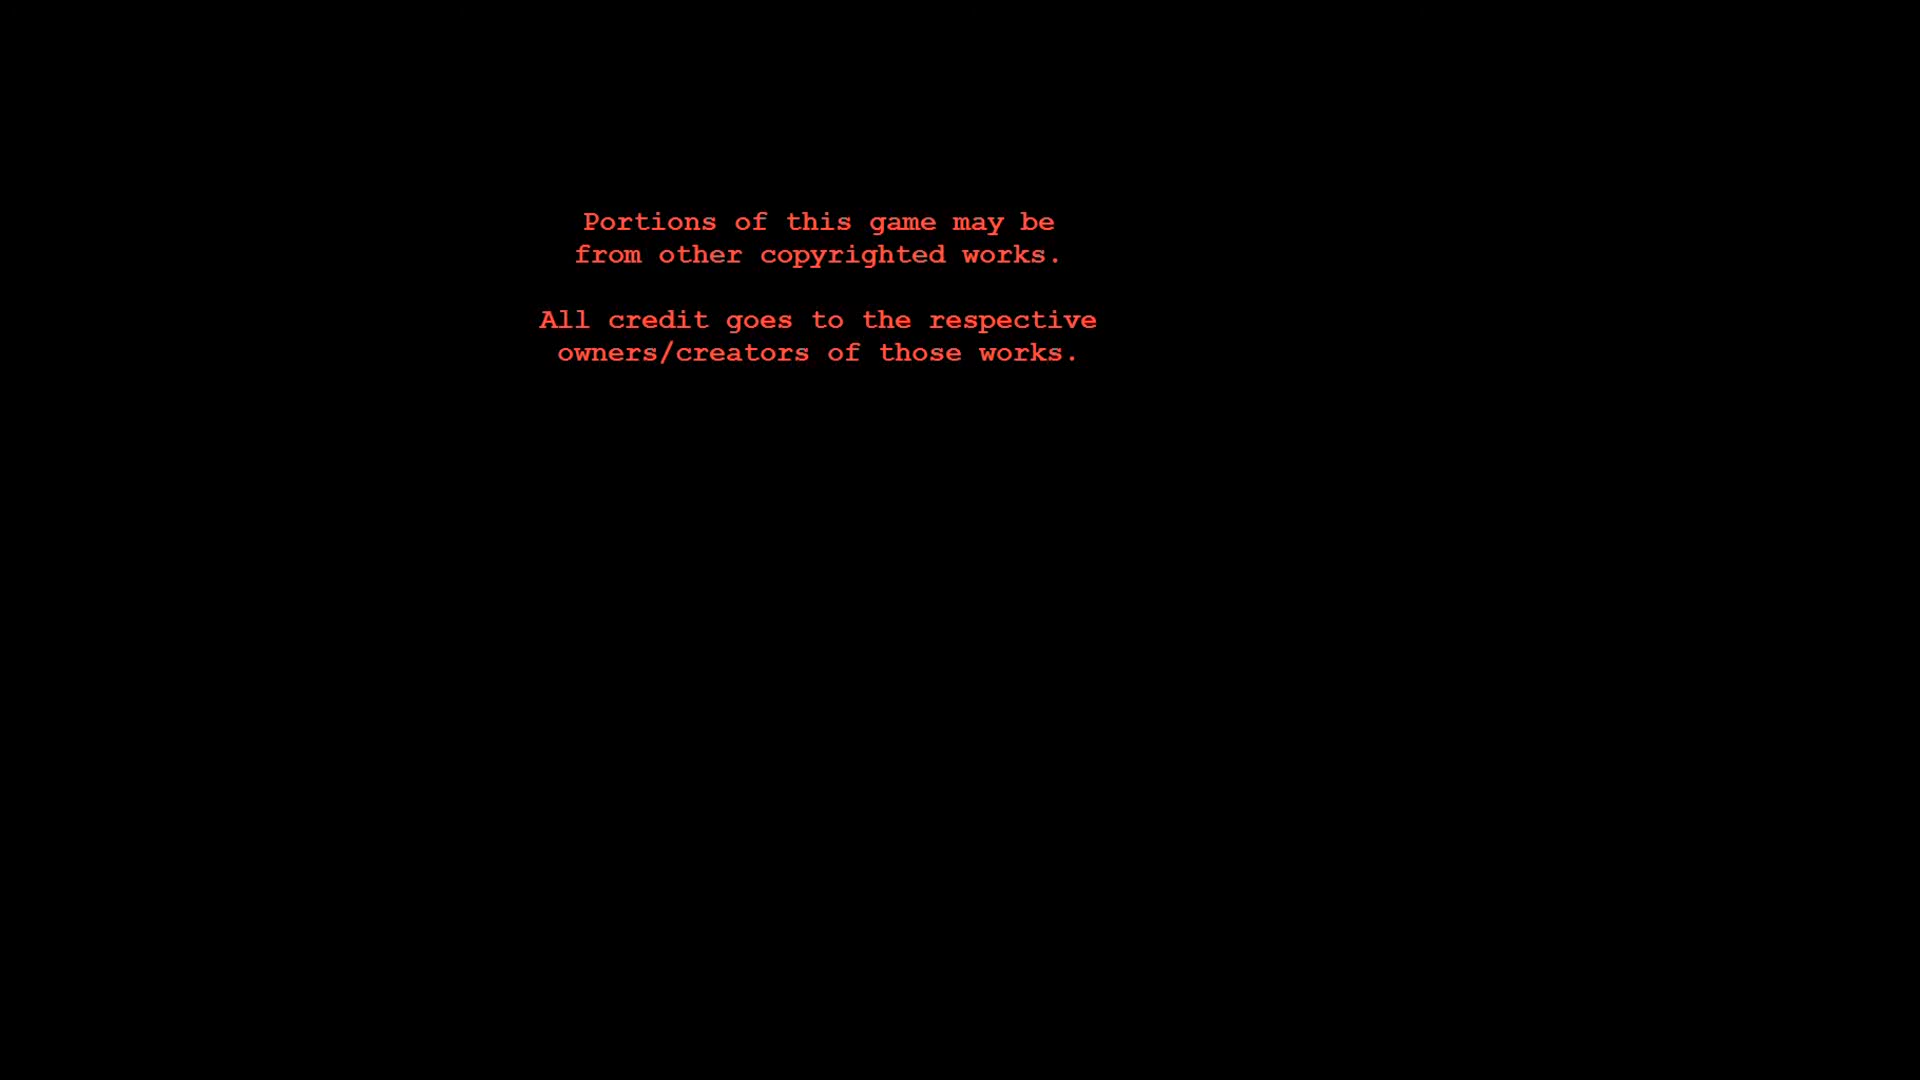 Portions of this game may be
from other copyrighted works.
All credit goes to the respective
owners/creators of those works.